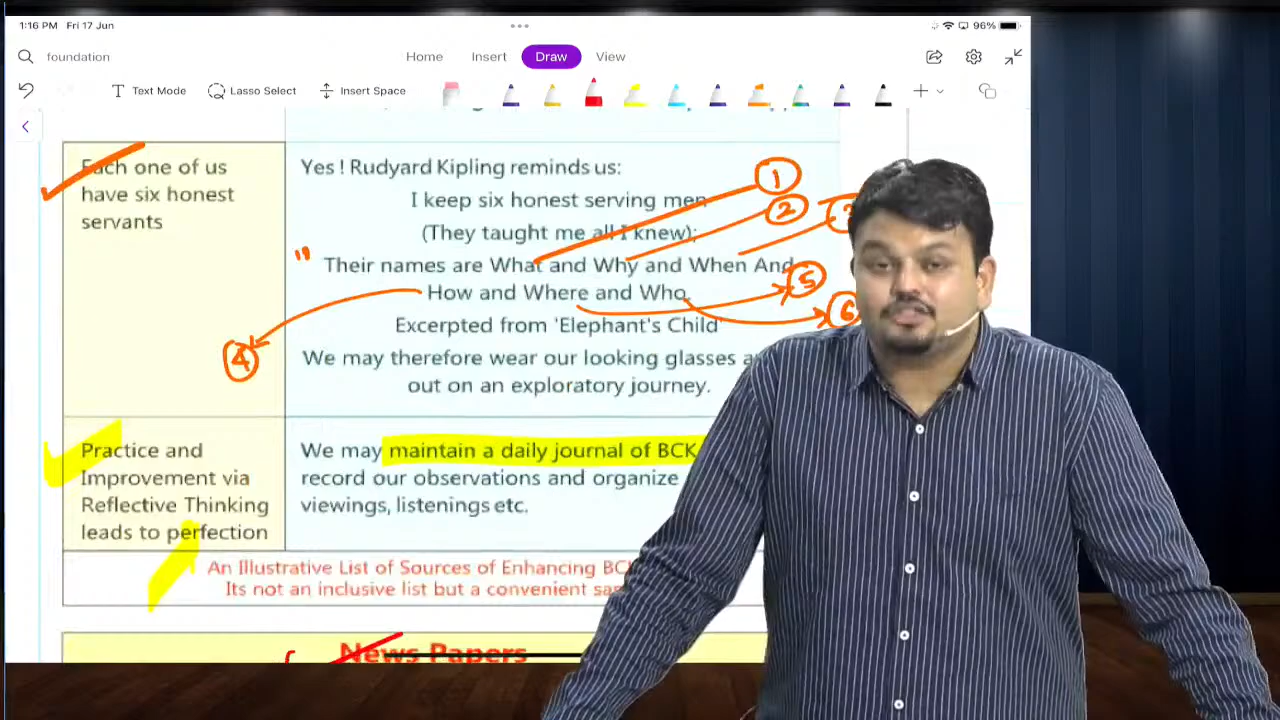 1:16 PM Fri 17 Jun
96%
foundation
Home Insert Draw View
Text Mode Lasso Select Insert Space
Each one of us
have six honest
servants
Yes ! Rudyard Kipling reminds us:
I keep six honest serving men
(They taught me all I knew);
" Their names are What and Why and When And
How and Where and Who.
Excerpted from 'Elephant's Child'
We may therefore wear our looking glasses
out on an exploratory journey.
1
2
3
4
5
6
Practice and
Improvement via
Reflective Thinking
leads to perfection
We may maintain a daily journal of BCK
record our observations and organize
viewings, listenings etc.
An Illustrative List of Sources of Enhancing BCK
Its not an inclusive list but a convenient
News Papers